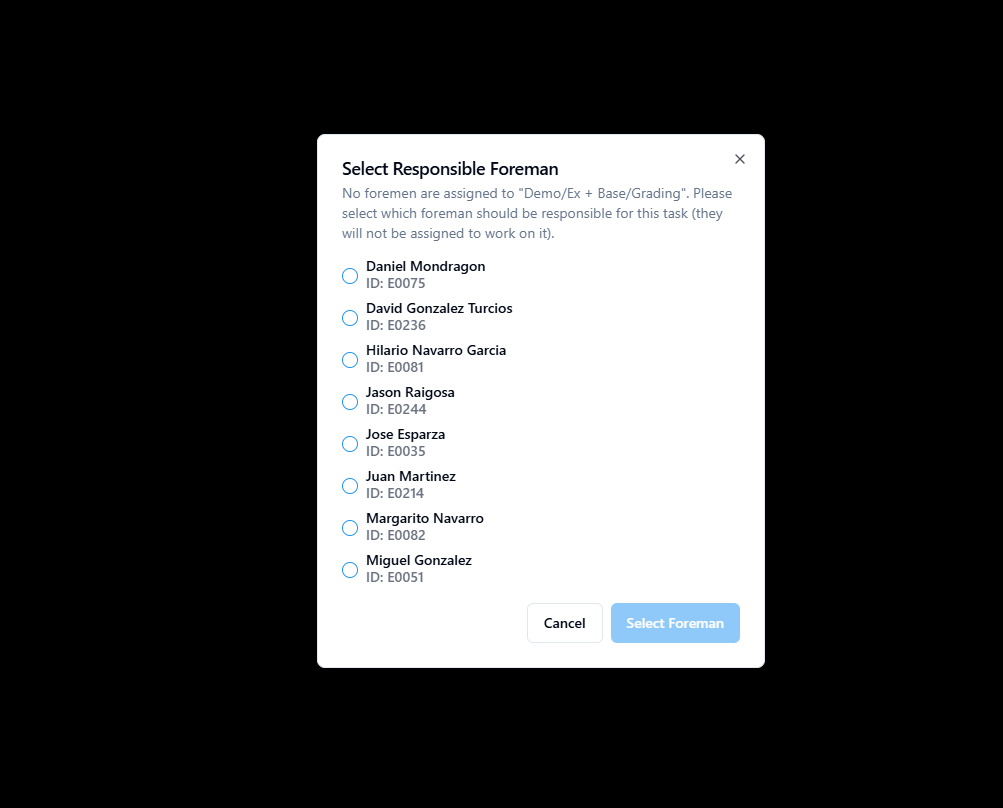 Select Responsible Foreman
No foremen are assigned to "Demo/Ex + Base/Grading". Please
select which foreman should be responsible for this task (they
will not be assigned to work on it).
Daniel Mondragon
ID: E0075
David Gonzalez Turcios
ID: E0236
Hilario Navarro Garcia
ID: E0081
Jason Raigosa
ID: E0244
Jose Esparza
ID: E0035
Juan Martinez
ID: E0214
Margarito Navarro
ID: E0082
Miguel Gonzalez
ID: E0051
Cancel
Select Foreman